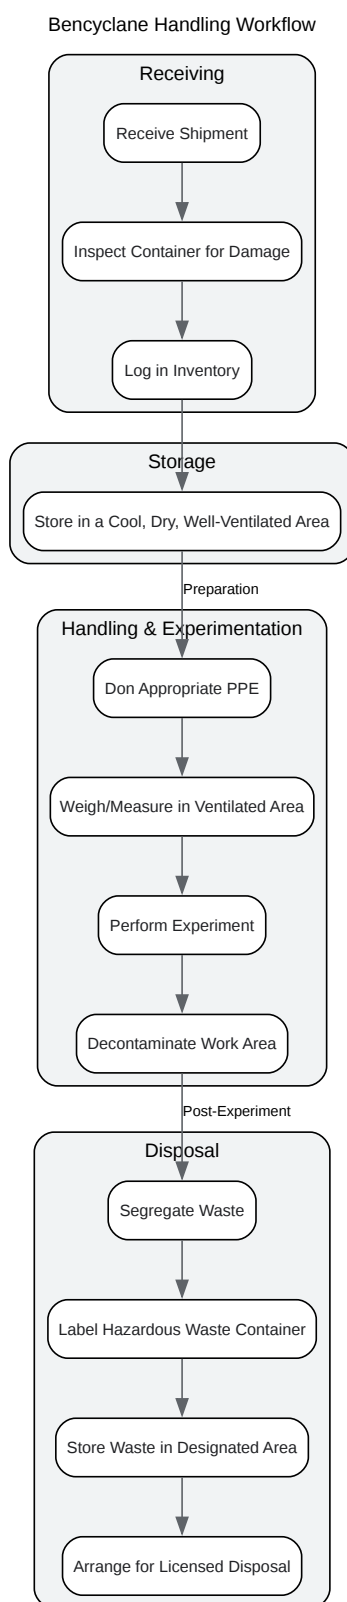 Bencyclane Handling Workflow
Receiving
Receive Shipment
Inspect Container for Damage
Log in Inventory
Storage
Store in a Cool, Dry, Well-Ventilated Area
Preparation
Handling & Experimentation
Don Appropriate PPE
Weigh/Measure in Ventilated Area
Perform Experiment
Decontaminate Work Area
Post-Experiment
Disposal
Segregate Waste
Label Hazardous Waste Container
Store Waste in Designated Area
Arrange for Licensed Disposal